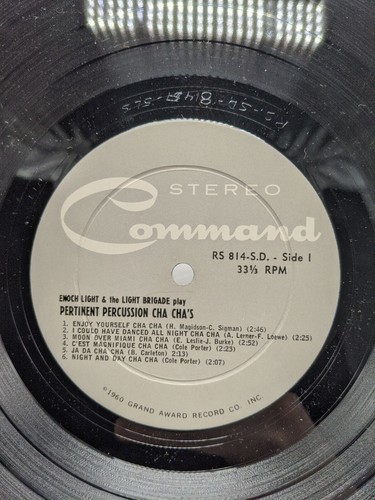 STEREO
Command
RS 814-S.D. - Side 1
33⅓ RPM
ENOCH LIGHT & the LIGHT BRIGADE play
PERTINENT PERCUSSION CHA CHA'S
1. ENJOY YOURSELF CHA CHA (H. Magidson-C. Sigman) (2:46)
2. I COULD HAVE DANCED ALL NIGHT CHA CHA (A. Lerner-F. Loewe) (2:25)
3. MOON OVER MIAMI CHA CHA (E. Leslie-J. Burke) (2:52)
4. C'EST MAGNIFIQUE CHA CHA (Cole Porter) (2:23)
5. JA DA CHA CHA (B. Carleton) (2:13)
6. NIGHT AND DAY CHA CHA (Cole Porter) (2:07)
©1960 GRAND AWARD RECORD CO. INC.